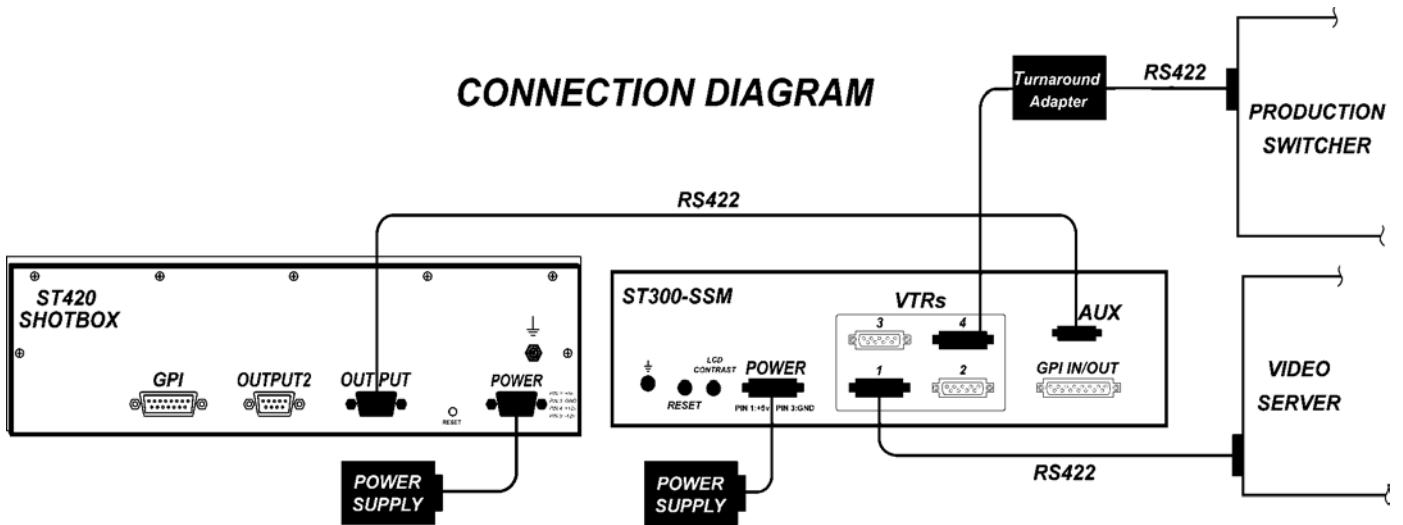 CONNECTION DIAGRAM
Turnaround
Adapter
RS422
PRODUCTION
SWITCHER
RS422
ST420
SHOTBOX
GPI
OUTPUT2
OUTPUT
RESET
POWER
ST300-SSM
RESET
LCD
CONTRAST
POWER
PIN 1:+5v PIN 3:GND
VTRs
3
4
1
2
AUX
GPI IN/OUT
VIDEO
SERVER
RS422
POWER
SUPPLY
POWER
SUPPLY